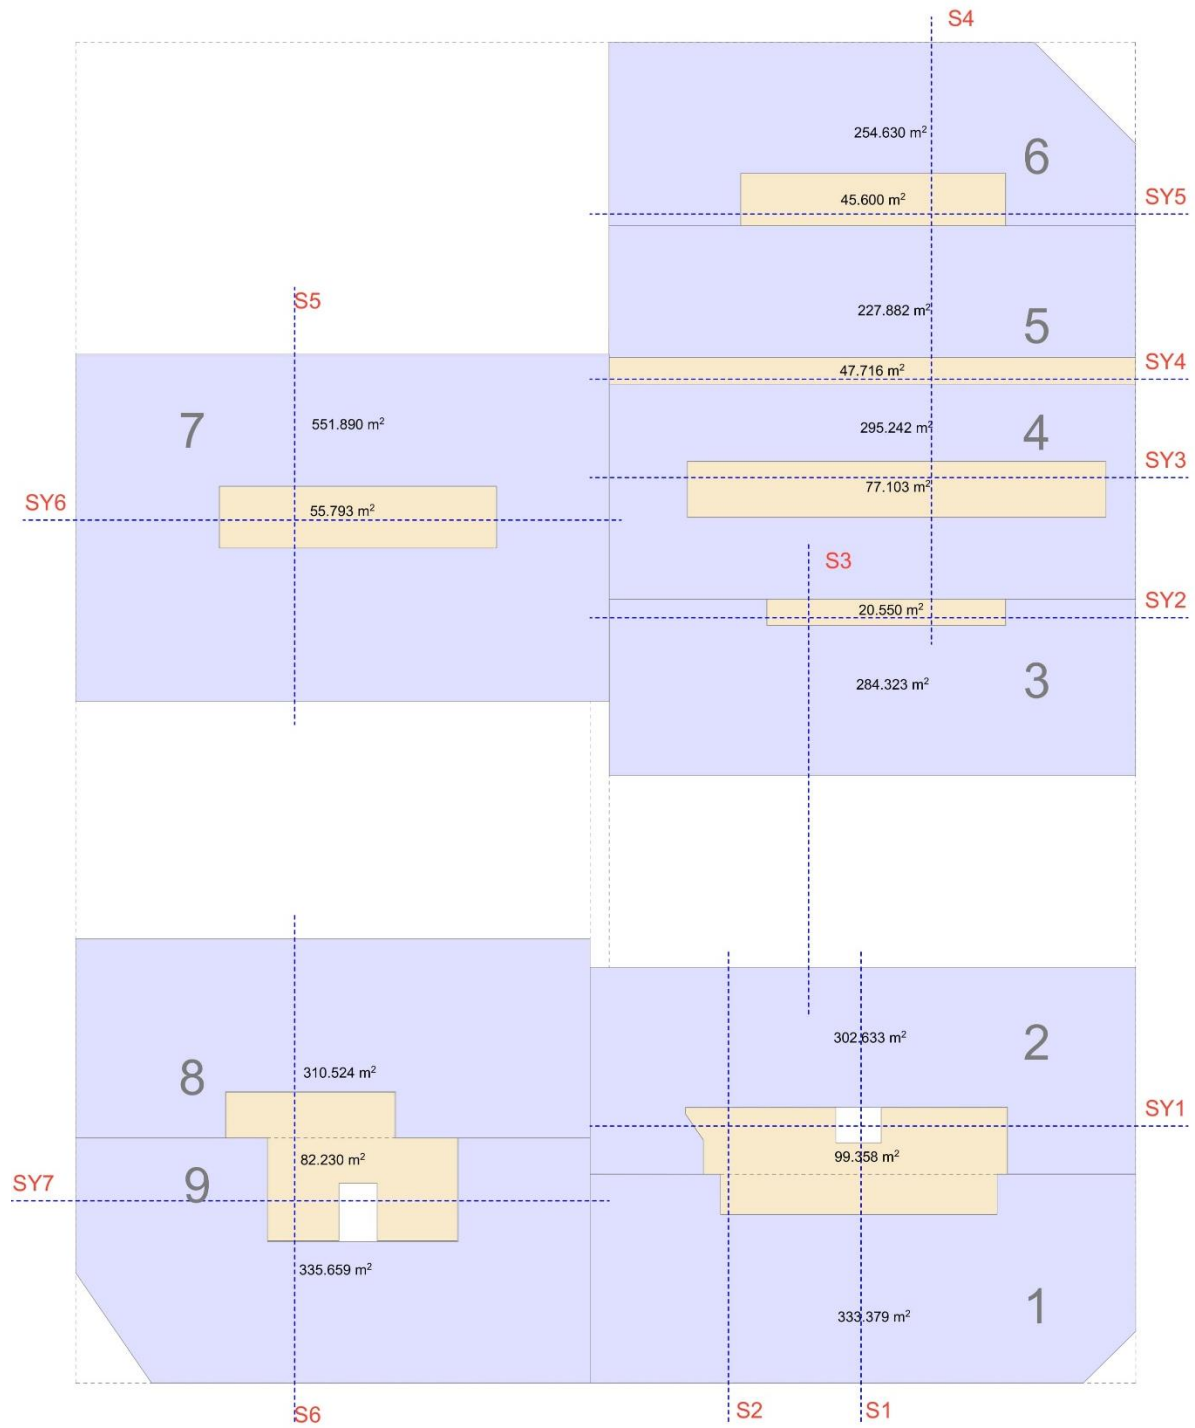 S4
254.630 m²
6
45.600 m²
SY5
S5
227.882 m²
5
SY4
47.716 m²
7
551.890 m²
295.242 m²
4
SY3
77.103 m²
SY6
55.793 m²
S3
20.550 m²
SY2
284.323 m²
3
302.633 m²
2
8
310.524 m²
SY1
82.230 m²
99.358 m²
SY7
9
335.659 m²
333.379 m²
1
S6
S2
S1